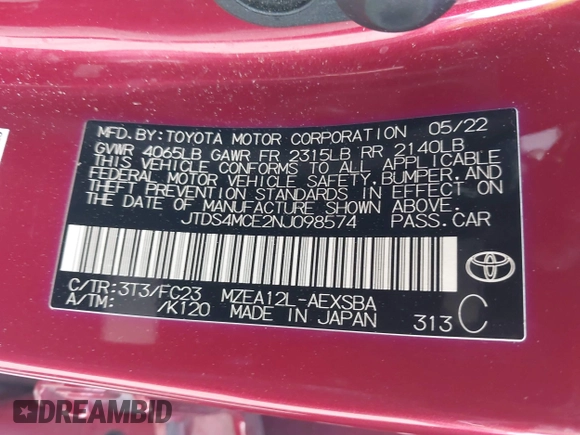 MFD.BY:TOYOTA MOTOR CORPORATION 05/22
GVWR 4065LB GAWR FR 2315LB RR 2140LB
THIS VEHICLE CONFORMS TO ALL APPLICABLE
FEDERAL MOTOR VEHICLE SAFETY, BUMPER, AND
THEFT PREVENTION STANDARDS IN EFFECT ON
THE DATE OF MANUFACTURE SHOWN ABOVE.
JTDS4MCE2NJ098574 PASS.CAR
C/TR:3T3/FC23 MZEA12L-AEXSBA
A/TM: /K120 MADE IN JAPAN 313 C
DREAMBID